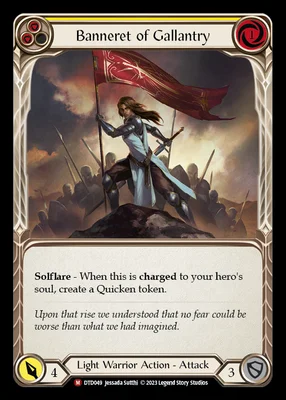 Banneret of Gallantry
1
Solflare - When this is charged to your hero's
soul, create a Quicken token.
Upon that rise we understood that no fear could be
worse than what we had imagined.
4
Light Warrior Action - Attack
3
M DTD049 Jessada Sutthi © 2023 Legend Story Studios